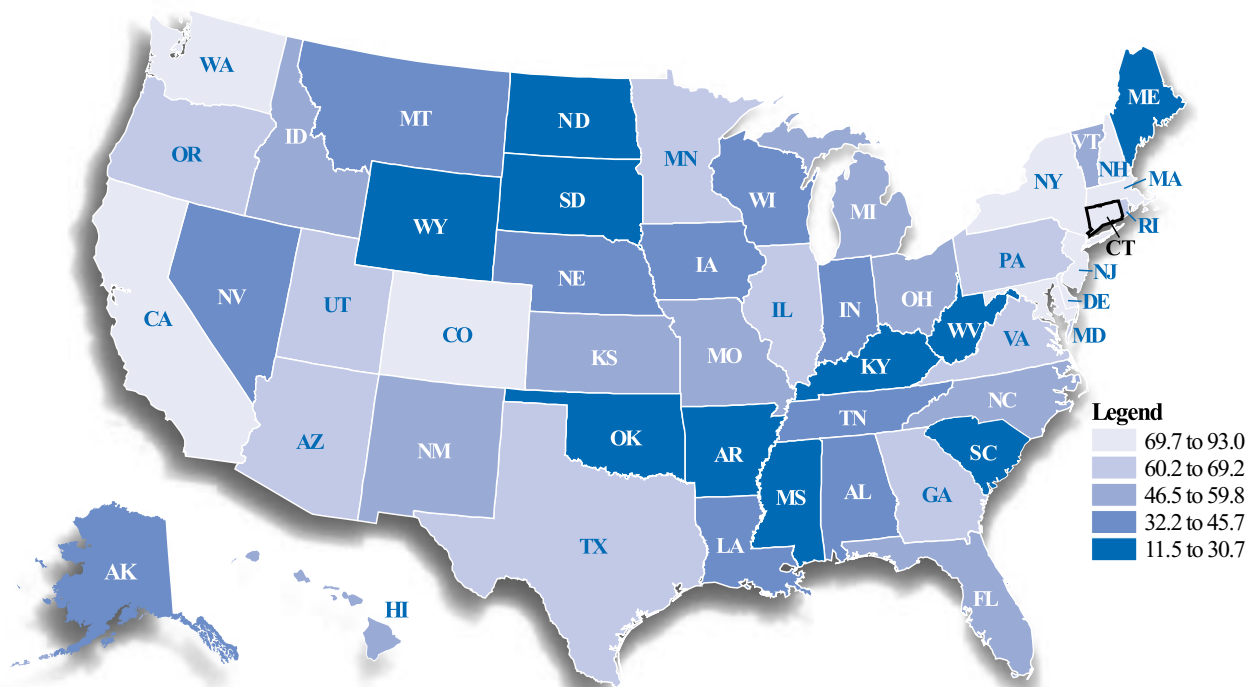 WA
MT
ND
ME
ID
VT
OR
MN
NH
MA
NY
SD
WI
MI
RI
WY
CT
PA
IA
NJ
NE
NV
UT
OH
DE
IL
IN
CA
CO
WV
MD
VA
KS
MO
KY
NC
TN
Legend
AZ
OK
69.7 to 93.0
NM
AR
SC
60.2 to 69.2
MS
AL
GA
46.5 to 59.8
32.2 to 45.7
TX
LA
11.5 to 30.7
AK
FL
HI